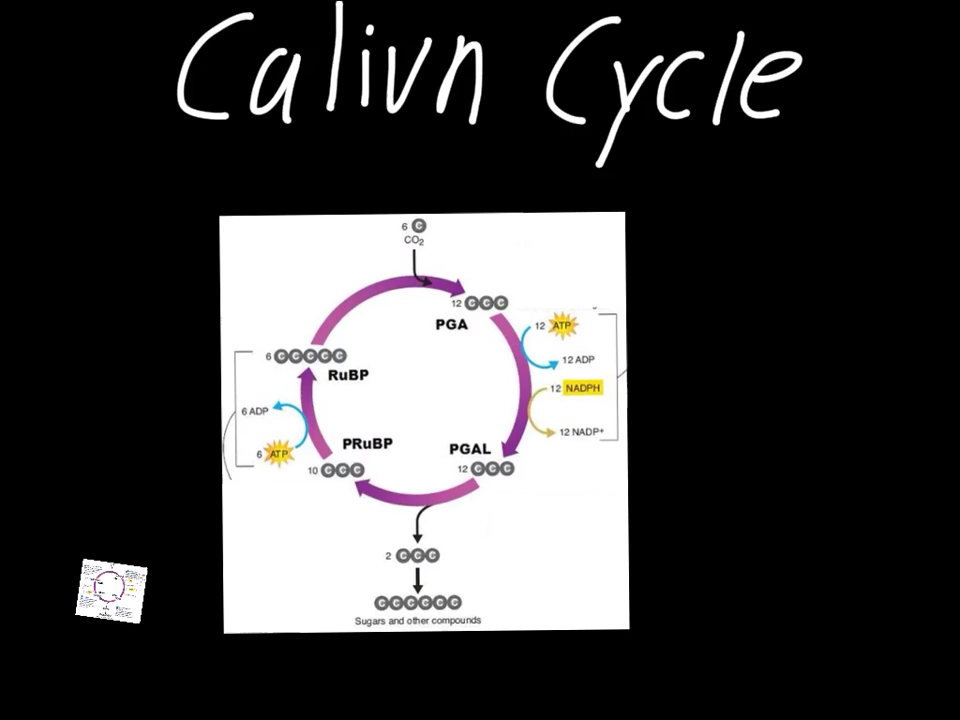 Calivn Cycle
6 C
CO2
12 CCC
PGA
12 ATP
12 ADP
12 NADPH
12 NADP+
6 CCCCC
RuBP
6 ADP
6 ATP
PRuBP
10 CCC
PGAL
12 CCC
2 CCC
CCCCCC
Sugars and other compounds